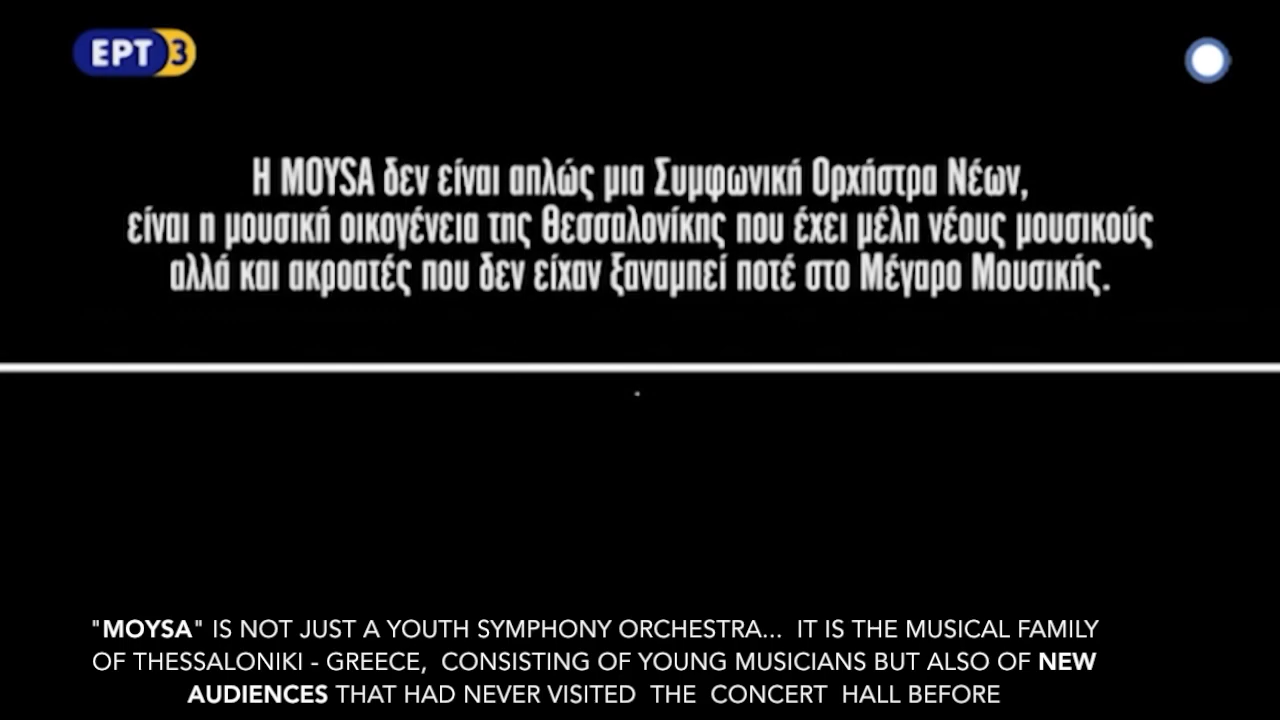 ΕΡΤ3
Η MOYSA δεν είναι απλώς μια Συμφωνική Ορχήστρα Νέων,
είναι η μουσική οικογένεια της Θεσσαλονίκης που έχει μέλη νέους μουσικούς
αλλά και ακροατές που δεν είχαν ξαναμπεί ποτέ στο Μέγαρο Μουσικής.
"MOYSA" IS NOT JUST A YOUTH SYMPHONY ORCHESTRA... IT IS THE MUSICAL FAMILY
OF THESSALONIKI - GREECE, CONSISTING OF YOUNG MUSICIANS BUT ALSO OF NEW
AUDIENCES THAT HAD NEVER VISITED THE CONCERT HALL BEFORE